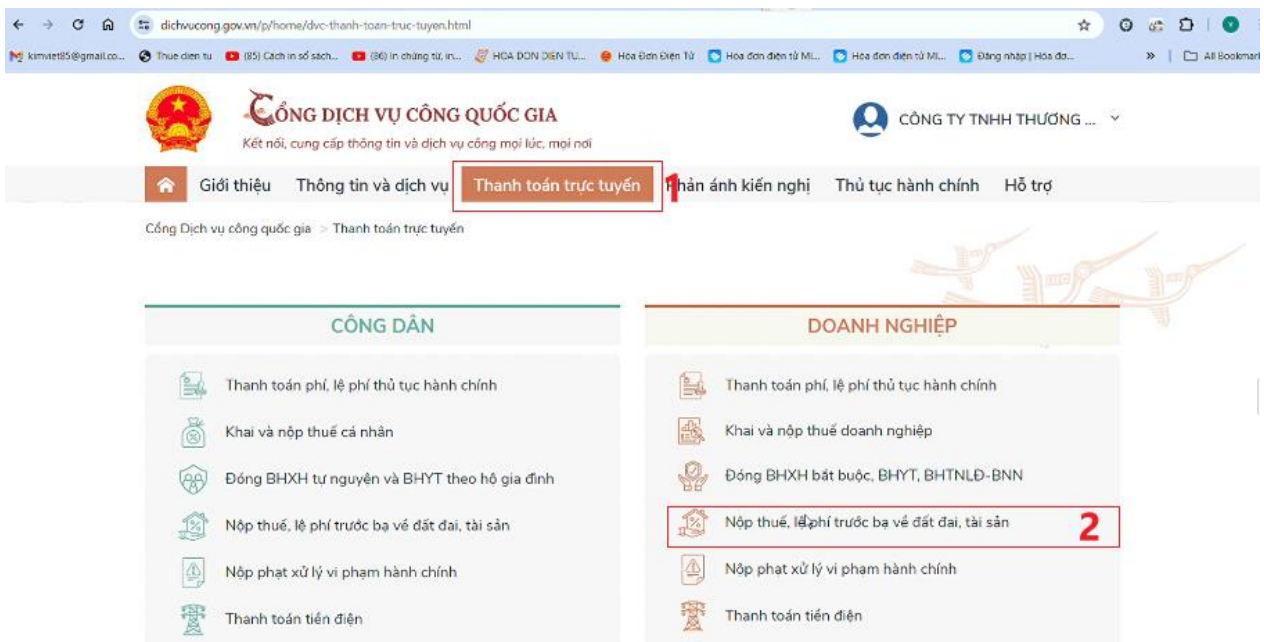 dichvucong.gov.vn/p/home/dvc-thanh-toan-truc-tuyen.html
kimviet85@gmail.co... Thue dien tu (85) Cách in sổ sách... (86) In chứng từ, in... HOA DON DIEN TU... Hóa Đơn Điện Tử Hóa đơn điện tử MI... Hóa đơn điện tử MI... Đăng nhập | Hóa đơ... » All Bookmark
CỔNG DỊCH VỤ CÔNG QUỐC GIA
Kết nối, cung cấp thông tin và dịch vụ công mọi lúc, mọi nơi
CÔNG TY TNHH THƯƠNG ...
Giới thiệu Thông tin và dịch vụ Thanh toán trực tuyến 1 Phản ánh kiến nghị Thủ tục hành chính Hỗ trợ
Cổng Dịch vụ công quốc gia > Thanh toán trực tuyến
CÔNG DÂN
Thanh toán phí, lệ phí thủ tục hành chính
Khai và nộp thuế cá nhân
Đóng BHXH tự nguyện và BHYT theo hộ gia đình
Nộp thuế, lệ phí trước bạ về đất đai, tài sản
Nộp phạt xử lý vi phạm hành chính
Thanh toán tiền điện
DOANH NGHIỆP
Thanh toán phí, lệ phí thủ tục hành chính
Khai và nộp thuế doanh nghiệp
Đóng BHXH bắt buộc, BHYT, BHTNLĐ-BNN
Nộp thuế, lệ phí trước bạ về đất đai, tài sản 2
Nộp phạt xử lý vi phạm hành chính
Thanh toán tiền điện